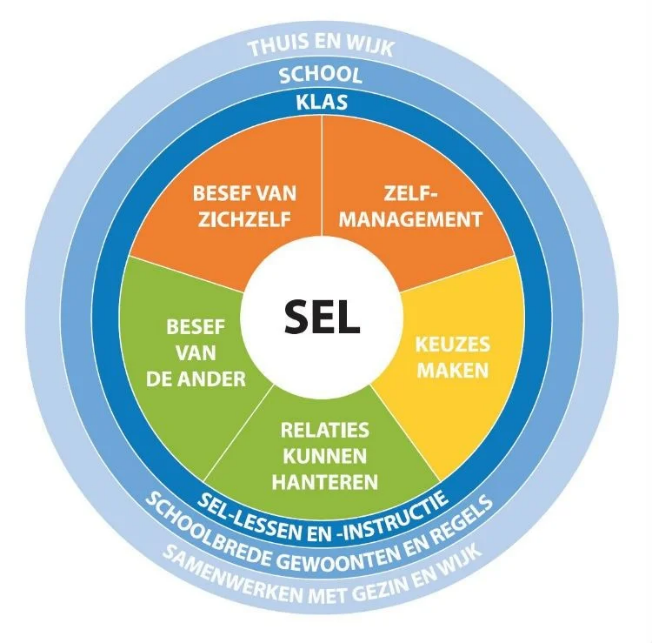 THUIS EN WIJK
SCHOOL
KLAS
BESEF VAN
ZICHZELF
ZELF-
MANAGEMENT
SEL
BESEF
VAN
DE ANDER
KEUZES
MAKEN
RELATIES
KUNNEN
HANTEREN
SEL-LESSEN EN -INSTRUCTIE
SCHOOLBREDE GEWOONTEN EN REGELS
SAMENWERKEN MET GEZIN EN WIJK